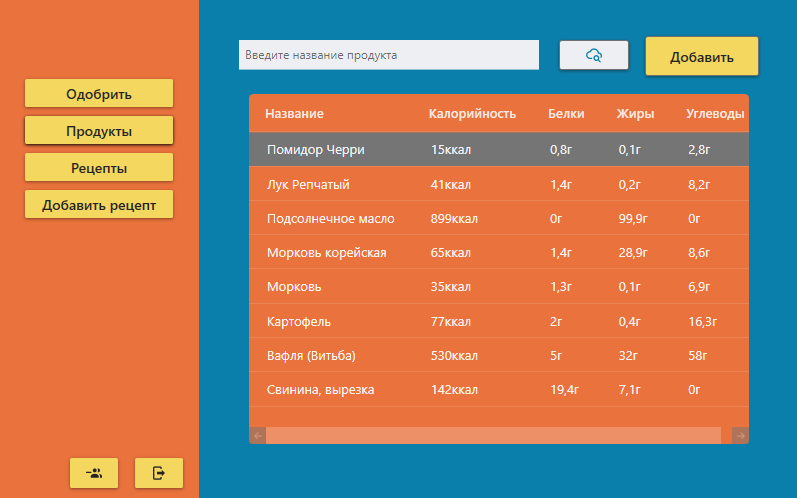 Одобрить
Продукты
Рецепты
Добавить рецепт
Введите название продукта
Добавить
Название Калорийность Белки Жиры Углеводы
Помидор Черри 15ккал 0,8г 0,1г 2,8г
Лук Репчатый 41ккал 1,4г 0,2г 8,2г
Подсолнечное масло 899ккал 0г 99,9г 0г
Морковь корейская 65ккал 1,4г 28,9г 8,6г
Морковь 35ккал 1,3г 0,1г 6,9г
Картофель 77ккал 2г 0,4г 16,3г
Вафля (Витьба) 530ккал 5г 32г 58г
Свинина, вырезка 142ккал 19,4г 7,1г 0г